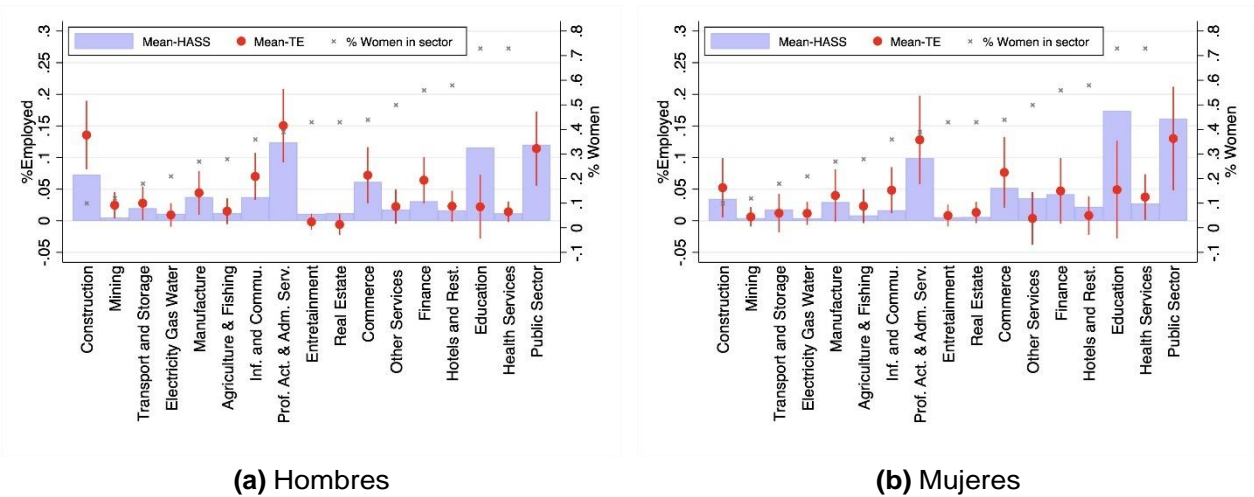 Mean-HASS Mean-TE % Women in sector
%Employed
.3
.25
.2
.15
.1
.05
0
-.05
.8
.7
.6
.5
.4
.3
.2
.1
0
-.1
% Women
Construction
Mining
Transport and Storage
Electricity Gas Water
Manufacture
Agriculture & Fishing
Inf. and Commu.
Prof. Act. & Adm. Serv.
Entretainment
Real Estate
Commerce
Other Services
Finance
Hotels and Rest.
Education
Health Services
Public Sector
(a) Hombres
Mean-HASS Mean-TE % Women in sector
%Employed
.3
.25
.2
.15
.1
.05
0
-.05
.8
.7
.6
.5
.4
.3
.2
.1
0
-.1
% Women
Construction
Mining
Transport and Storage
Electricity Gas Water
Manufacture
Agriculture & Fishing
Inf. and Commu.
Prof. Act. & Adm. Serv.
Entretainment
Real Estate
Commerce
Other Services
Finance
Hotels and Rest.
Education
Health Services
Public Sector
(b) Mujeres